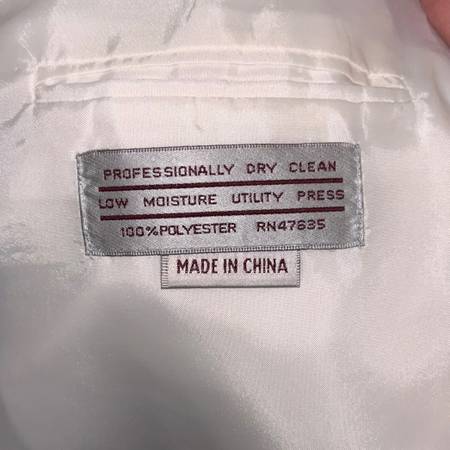 PROFESSIONALLY DRY CLEAN
LOW MOISTURE UTILITY PRESS
100%POLYESTER RN47635
MADE IN CHINA